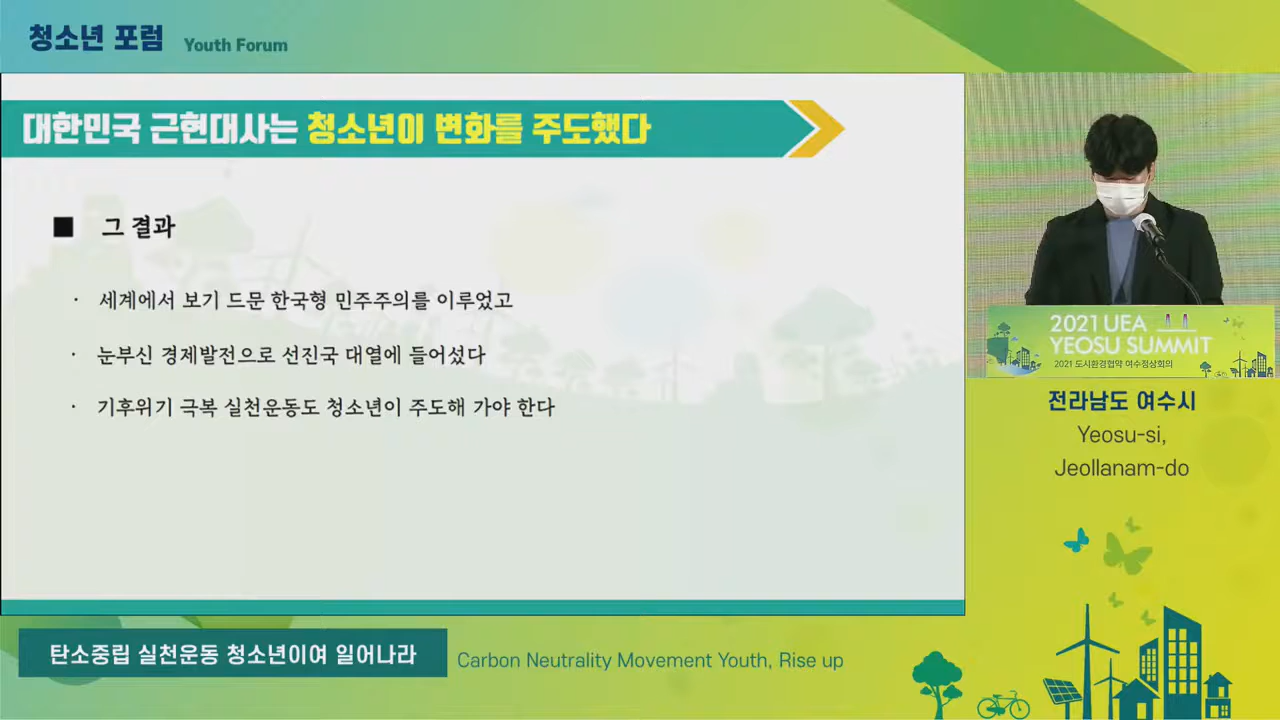 청소년 포럼 Youth Forum
대한민국 근현대사는 청소년이 변화를 주도했다
■ 그 결과
· 세계에서 보기 드문 한국형 민주주의를 이루었고
· 눈부신 경제발전으로 선진국 대열에 들어섰다
· 기후위기 극복 실천운동도 청소년이 주도해 가야 한다
2021 UEA
YEOSU SUMMIT
2021 도시환경협약 여수정상회의
전라남도 여수시
Yeosu-si,
Jeollanam-do
탄소중립 실천운동 청소년이여 일어나라
Carbon Neutrality Movement Youth, Rise up